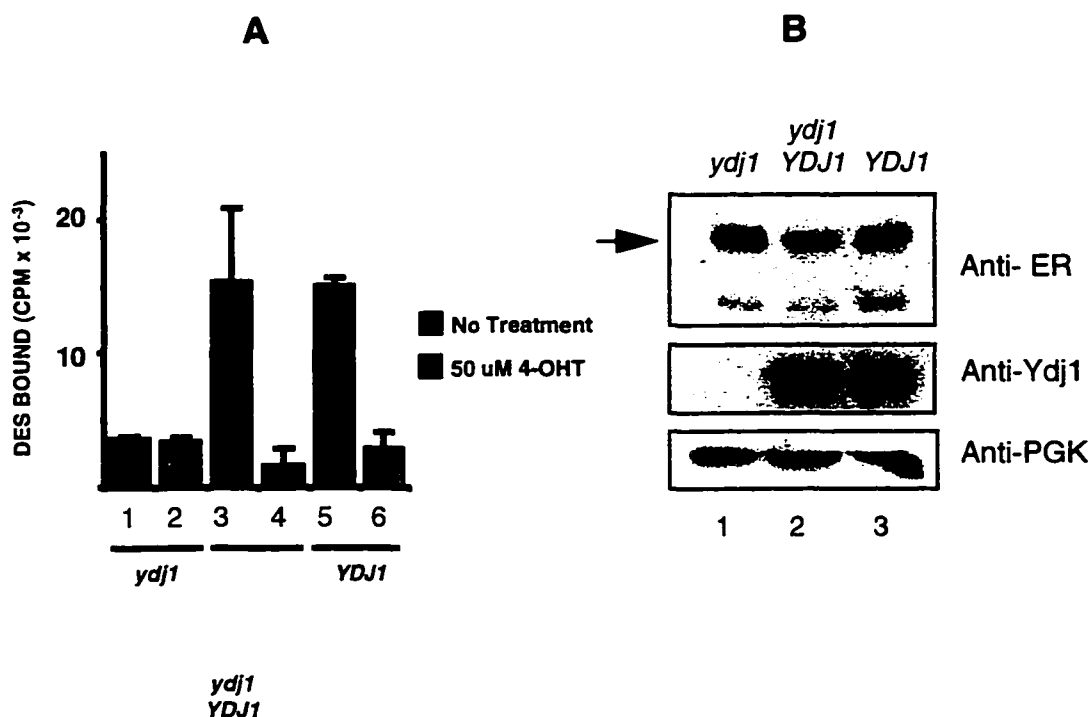 A
DES BOUND (CPM x 10-3)
20
10
No Treatment
50 uM 4-OHT
1 2 3 4 5 6
ydj1 YDJ1
ydj1
YDJ1
B
ydj1
ydj1 YDJ1 YDJ1
Anti- ER
Anti-Ydj1
Anti-PGK
1 2 3